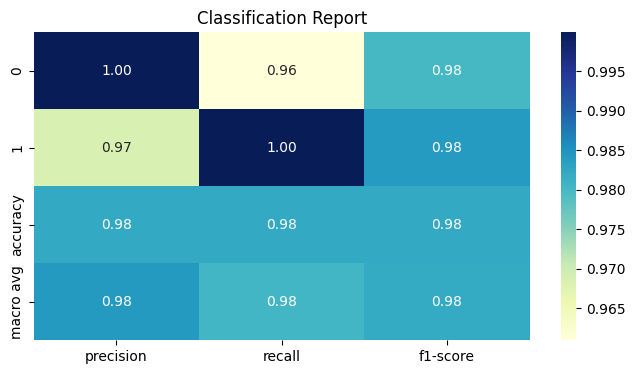 Classification Report
0 1.00 0.96 0.98
1 0.97 1.00 0.98
accuracy 0.98 0.98 0.98
macro avg 0.98 0.98 0.98
precision recall f1-score
0.995
0.990
0.985
0.980
0.975
0.970
0.965